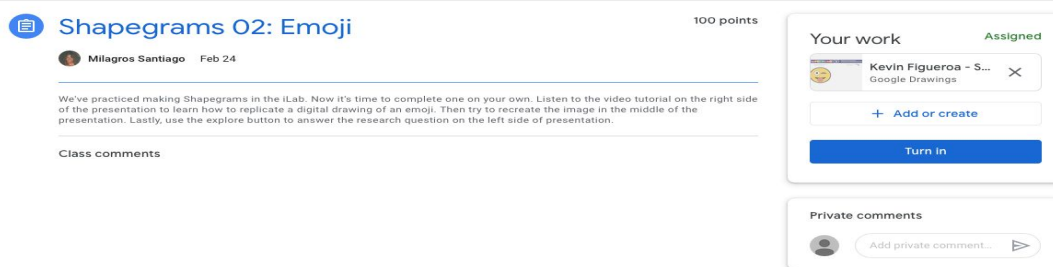 Shapegrams 02: Emoji
100 points
Milagros Santiago Feb 24
We've practiced making Shapegrams in the iLab. Now it's time to complete one on your own. Listen to the video tutorial on the right side
of the presentation to learn how to replicate a digital drawing of an emoji. Then try to recreate the image in the middle of the
presentation. Lastly, use the explore button to answer the research question on the left side of presentation.
Class comments
Your work
Assigned
Kevin Figueroa - S...
Google Drawings
+ Add or create
Turn in
Private comments
Add private comment...